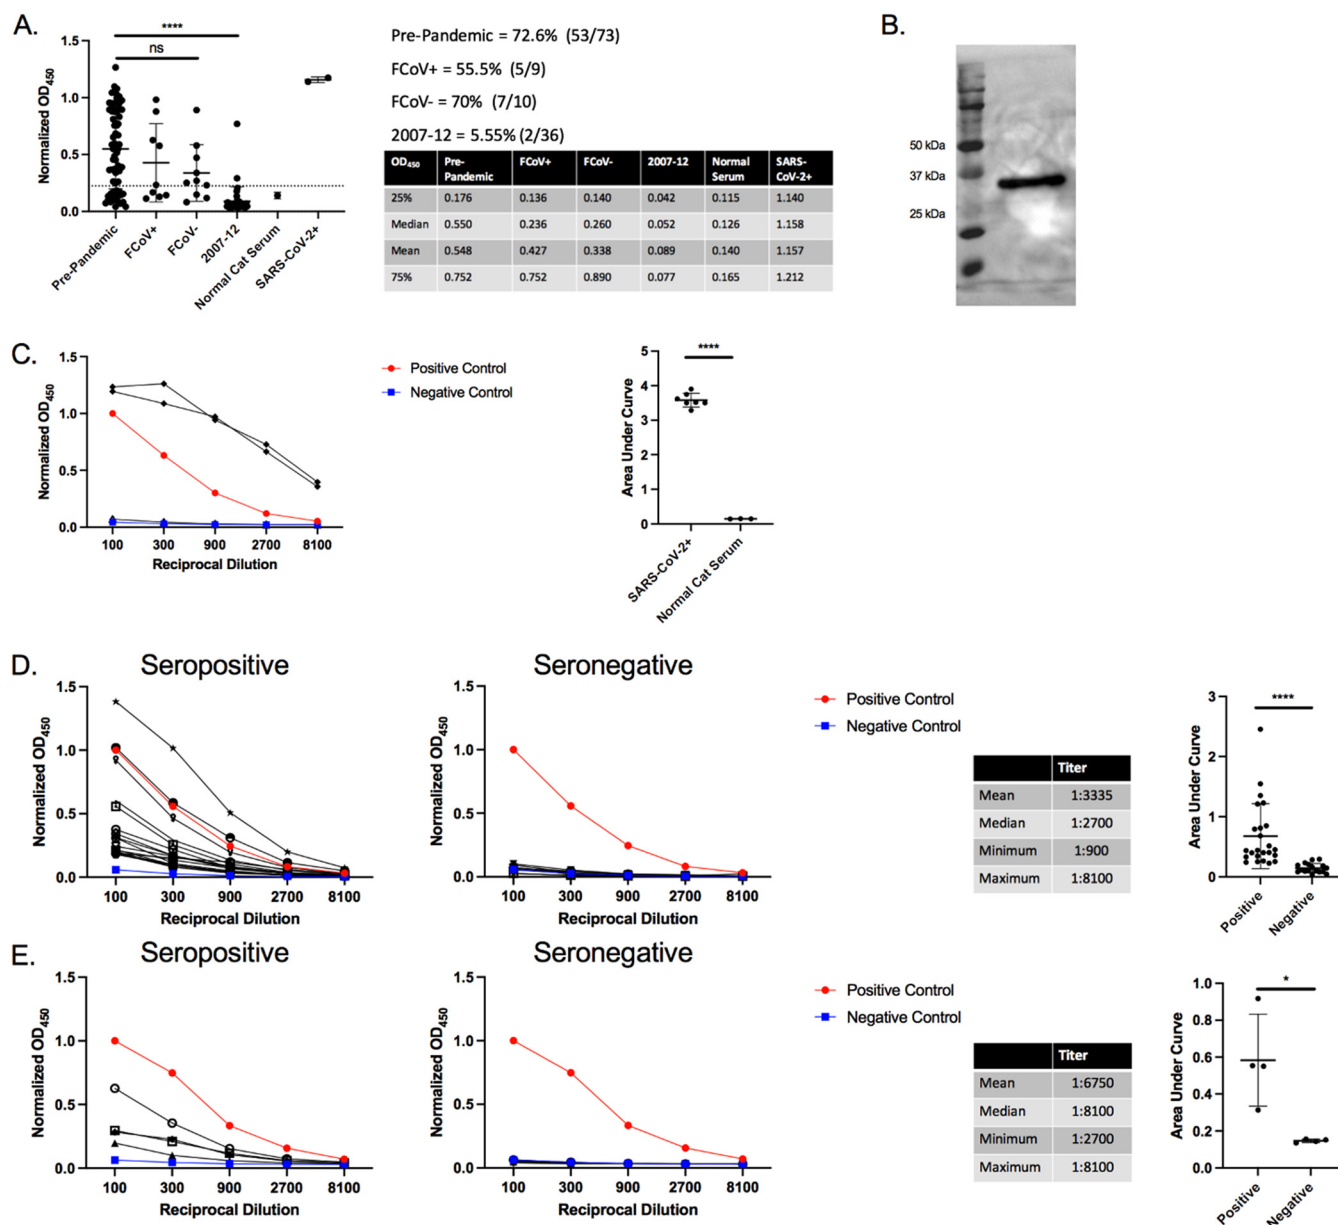 A.
****
ns
1.5
1.0
0.5
0.0
Normalized OD450
Pre-Pandemic
FCoV+
FCoV-
2007-12
Normal Cat Serum
SARS-CoV-2+
Pre-Pandemic = 72.6% (53/73)
FCoV+ = 55.5% (5/9)
FCoV- = 70% (7/10)
2007-12 = 5.55% (2/36)
OD450 Pre-Pandemic FCoV+ FCoV- 2007-12 Normal Serum SARS-CoV-2+
25% 0.176 0.136 0.140 0.042 0.115 1.140
Median 0.550 0.236 0.260 0.052 0.126 1.158
Mean 0.548 0.427 0.338 0.089 0.140 1.157
75% 0.752 0.752 0.890 0.077 0.165 1.212
B.
50 kDa
37 kDa
25 kDa
C.
1.5
1.0
0.5
0.0
Normalized OD450
100 300 900 2700 8100
Reciprocal Dilution
Positive Control
Negative Control
****
5
4
3
2
1
0
Area Under Curve
SARS-CoV-2+
Normal Cat Serum
D.
Seropositive
1.5
1.0
0.5
0.0
Normalized OD450
100 300 900 2700 8100
Reciprocal Dilution
Seronegative
1.5
1.0
0.5
0.0
Normalized OD450
100 300 900 2700 8100
Reciprocal Dilution
Positive Control
Negative Control
Titer
Mean 1:3335
Median 1:2700
Minimum 1:900
Maximum 1:8100
****
3
2
1
0
Area Under Curve
Positive
Negative
E.
Seropositive
1.5
1.0
0.5
0.0
Normalized OD450
100 300 900 2700 8100
Reciprocal Dilution
Seronegative
1.5
1.0
0.5
0.0
Normalized OD450
100 300 900 2700 8100
Reciprocal Dilution
Positive Control
Negative Control
Titer
Mean 1:6750
Median 1:8100
Minimum 1:2700
Maximum 1:8100
*
1.0
0.8
0.6
0.4
0.2
0.0
Area Under Curve
Positive
Negative